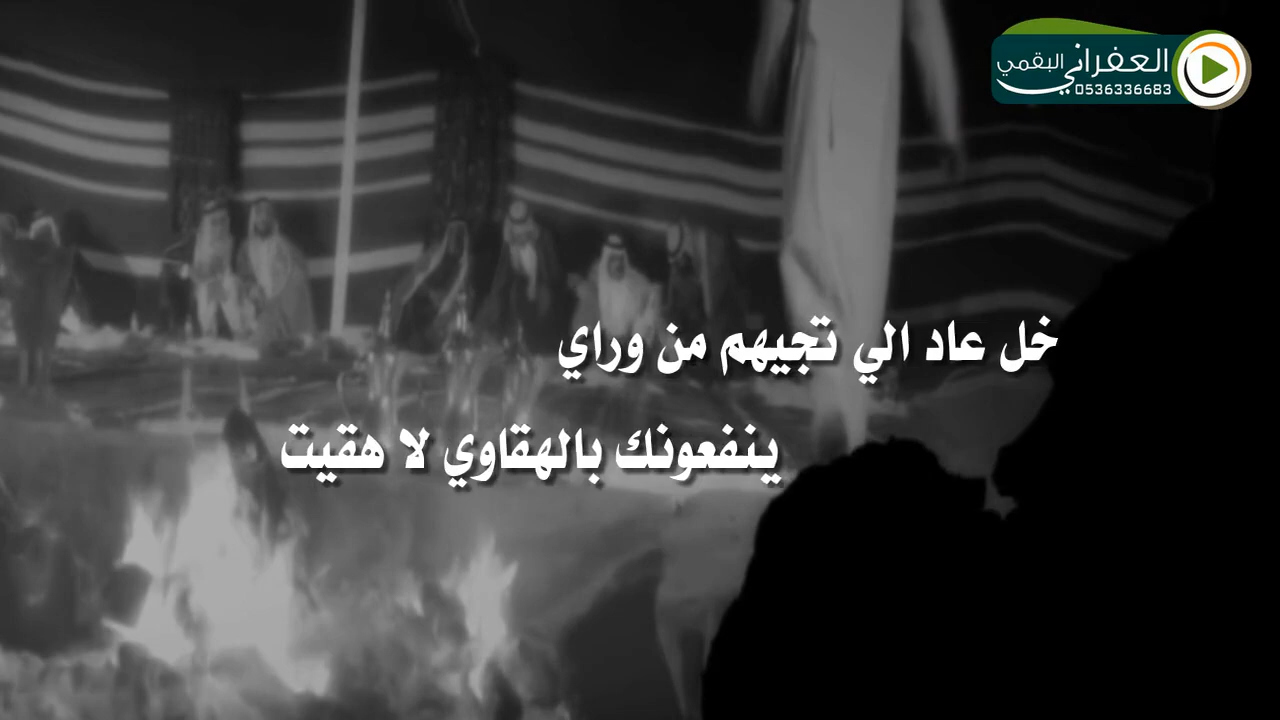 العفراني البقمي
0536336683
خل عاد الي تجيهم من وراي
ينفعونك بالهقاوي لا هقيت